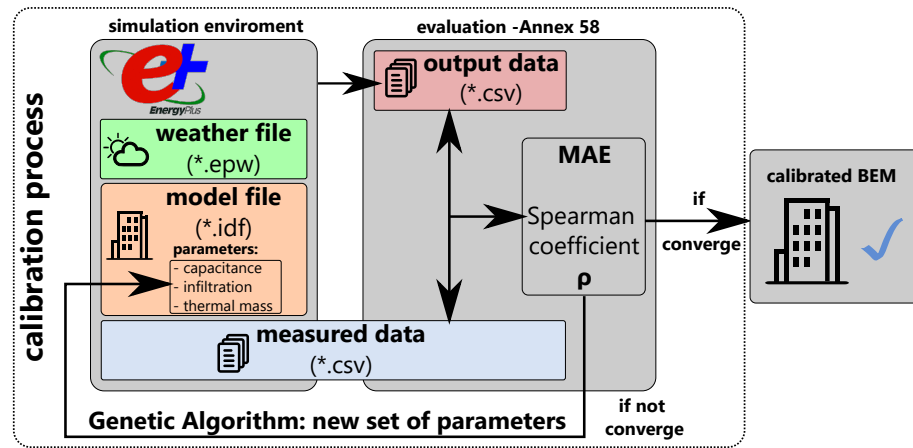 simulation enviroment
evaluation -Annex 58
calibration process
e+
EnergyPlus
weather file
(*.epw)
model file
(*.idf)
parameters:
- capacitance
- infiltration
- thermal mass
output data
(*.csv)
MAE
Spearman
coefficient
ρ
measured data
(*.csv)
if
converge
calibrated BEM
Genetic Algorithm: new set of parameters
if not
converge